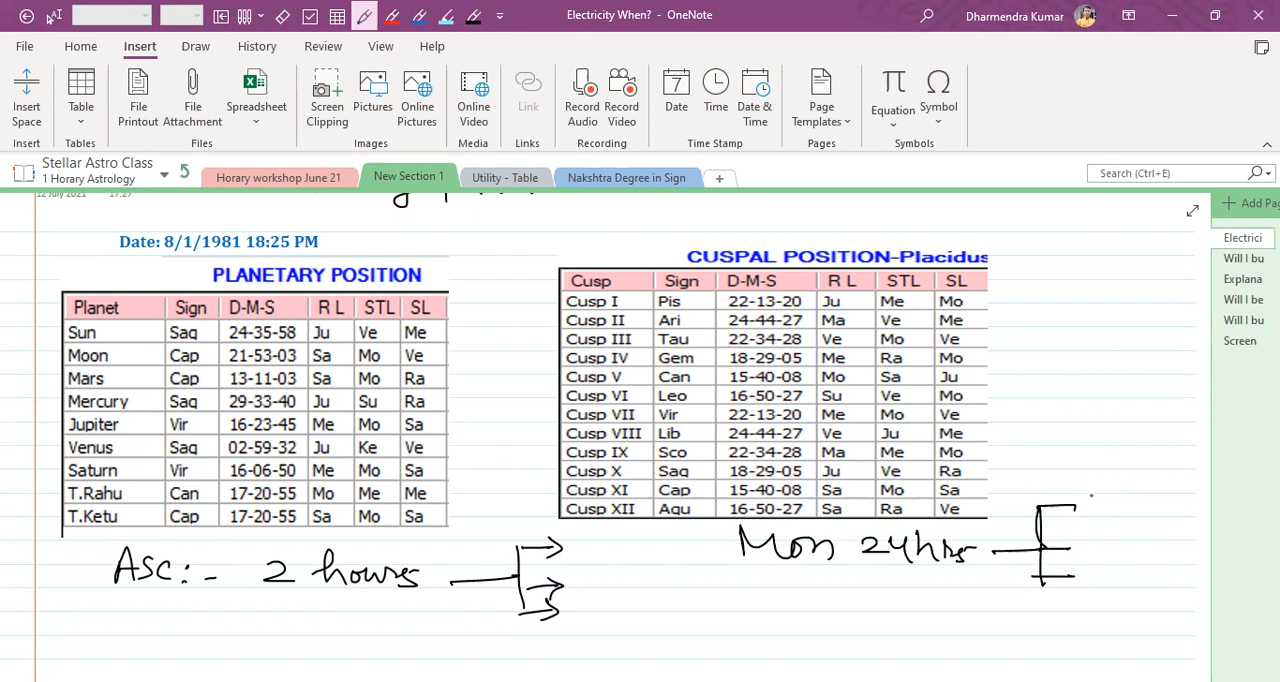 Electricity When? - OneNote
Dharmendra Kumar
File Home Insert Draw History Review View Help
Insert Space
Table
File Printout
File Attachment
Spreadsheet
Screen Clipping
Pictures
Online Pictures
Online Video
Link
Record Audio
Record Video
7
Date
Time
Date & Time
Page Templates
Equation
Symbol
Insert Tables Files Images Media Links Recording Time Stamp Pages Symbols
Stellar Astro Class
1 Horary Astrology
Horary workshop June 21
New Section 1
Utility - Table
Nakshtra Degree in Sign
Search (Ctrl+E)
12 July 2021 17:27
Add Pag
Electrici
Will I bu
Explana
Will I be
Will I bu
Screen
Date: 8/1/1981 18:25 PM
PLANETARY POSITION
Planet Sign D-M-S R L STL SL
Sun Sag 24-35-58 Ju Ve Me
Moon Cap 21-53-03 Sa Mo Ve
Mars Cap 13-11-03 Sa Mo Ra
Mercury Sag 29-33-40 Ju Su Ra
Jupiter Vir 16-23-45 Me Mo Sa
Venus Sag 02-59-32 Ju Ke Ve
Saturn Vir 16-06-50 Me Mo Sa
T.Rahu Can 17-20-55 Mo Me Me
T.Ketu Cap 17-20-55 Sa Mo Sa
CUSPAL POSITION-Placidus
Cusp Sign D-M-S R L STL SL
Cusp I Pis 22-13-20 Ju Me Mo
Cusp II Ari 24-44-27 Ma Ve Me
Cusp III Tau 22-34-28 Ve Mo Ve
Cusp IV Gem 18-29-05 Me Ra Mo
Cusp V Can 15-40-08 Mo Sa Ju
Cusp VI Leo 16-50-27 Su Ve Mo
Cusp VII Vir 22-13-20 Me Mo Ve
Cusp VIII Lib 24-44-27 Ve Ju Me
Cusp IX Sco 22-34-28 Ma Me Mo
Cusp X Sag 18-29-05 Ju Ve Ra
Cusp XI Cap 15-40-08 Sa Mo Sa
Cusp XII Aqu 16-50-27 Sa Ra Ve
Asc:- 2 hours
Mon 24hrs